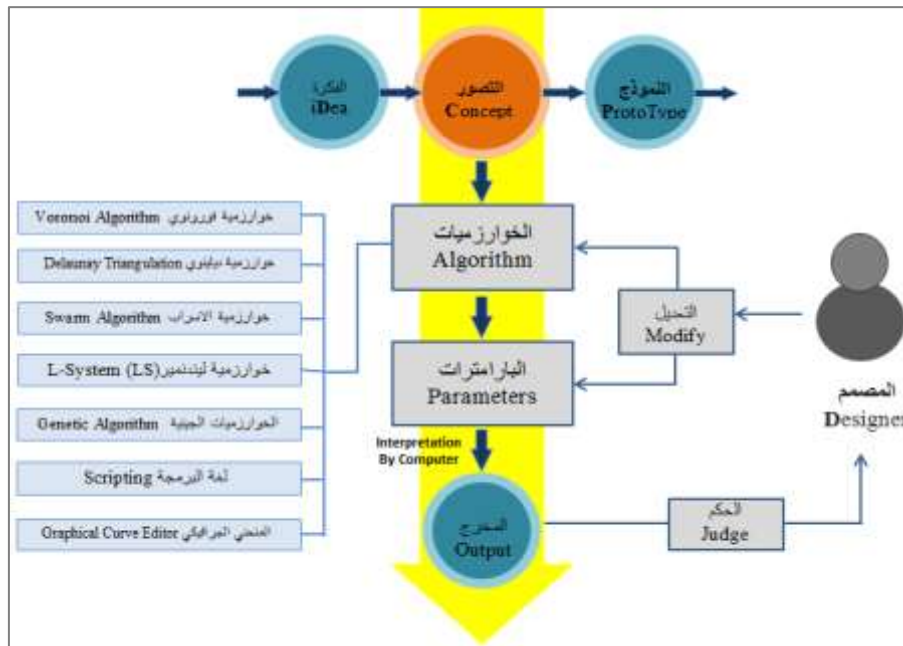 الفكرة
iDea
التصور
Concept
النموذج
ProtoType
خوارزمية فورونوي Voronoi Algorithm
خوارزمية ديلوني Delaunay Triangulation
خوارزمية الاسراب Swarm Algorithm
خوارزمية ليندنمير L-System (LS)
الخوارزميات الجينية Genetic Algorithm
لغة البرمجة Scripting
المنحني الجرافيكي Graphical Curve Editor
الخوارزميات
Algorithm
البارامترات
Parameters
Interpretation
By Computer
المخرج
Output
التعديل
Modify
المصمم
Designer
الحكم
Judge